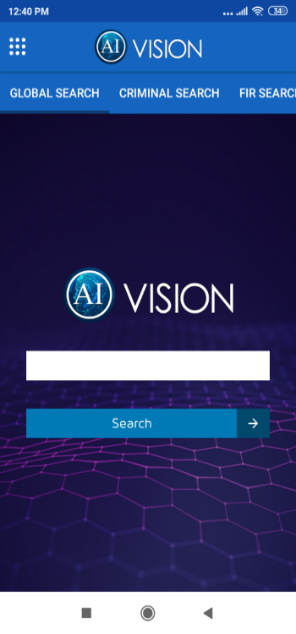 12:40 PM
34
AI VISION
GLOBAL SEARCH CRIMINAL SEARCH FIR SEARC
AI VISION
Search